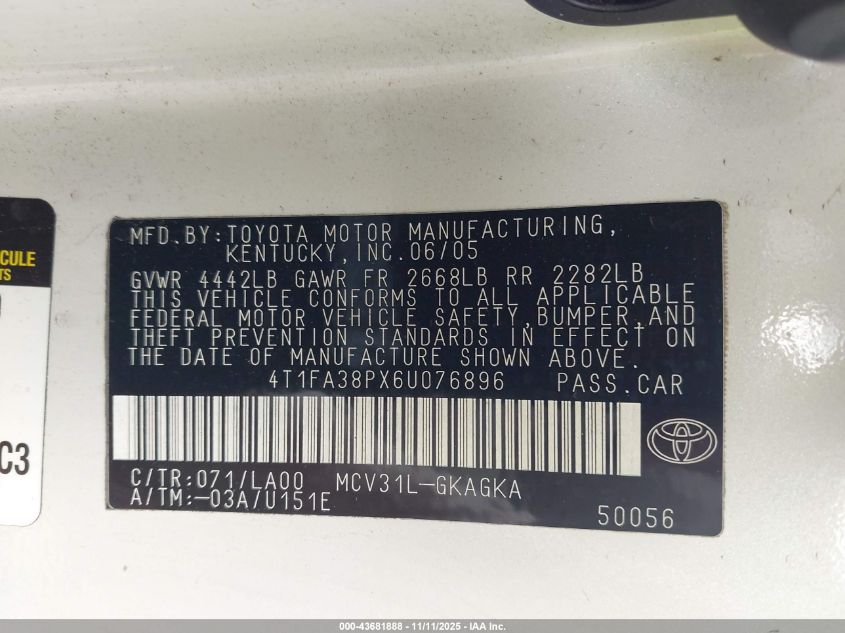 CULE
TS
C3
MFD.BY:TOYOTA MOTOR MANUFACTURING,
KENTUCKY,INC.06/05
GVWR 4442LB GAWR FR 2668LB RR 2282LB
THIS VEHICLE CONFORMS TO ALL APPLICABLE
FEDERAL MOTOR VEHICLE SAFETY,BUMPER,AND
THEFT PREVENTION STANDARDS IN EFFECT ON
THE DATE OF MANUFACTURE SHOWN ABOVE.
4T1FA38PX6U076896 PASS.CAR
C/TR:071/LA00 MCV31L-GKAGKA
A/TM:-03A/U151E
50056
000-43681888 - 11/11/2025 - IAA Inc.